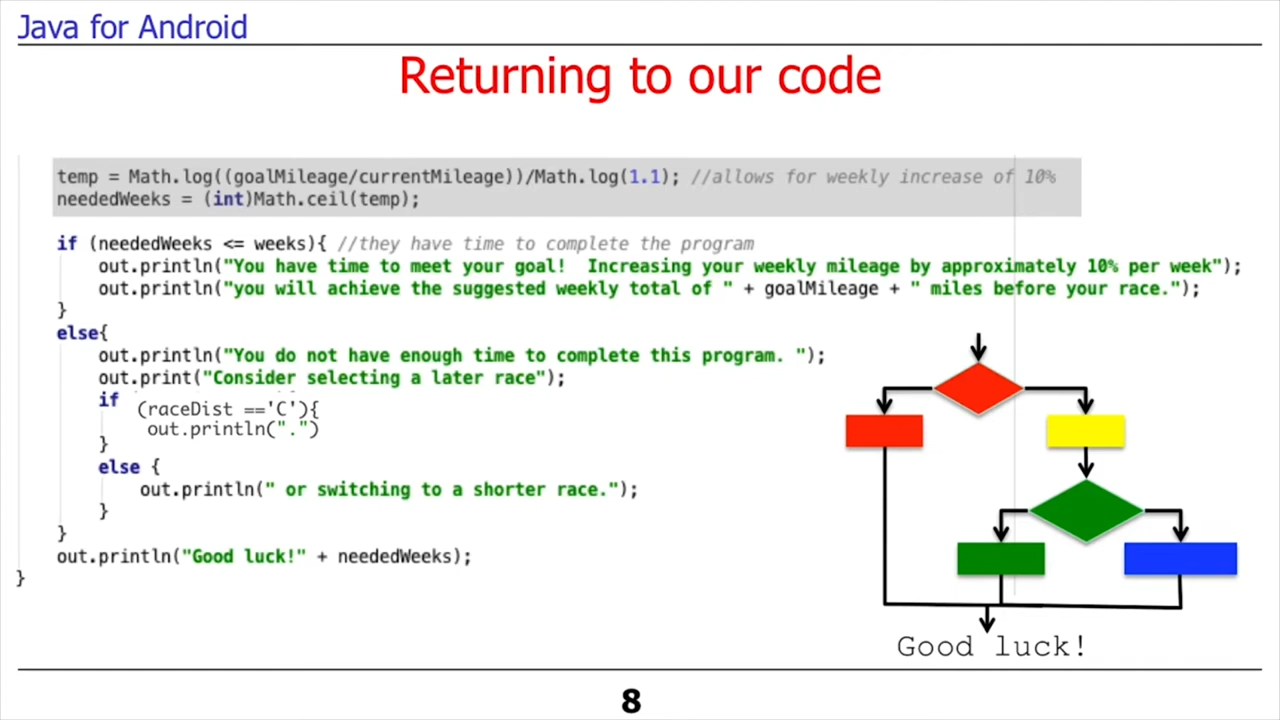 Java for Android
Returning to our code
temp = Math.log((goalMileage/currentMileage))/Math.log(1.1); //allows for weekly increase of 10%
neededWeeks = (int)Math.ceil(temp);
if (neededWeeks <= weeks){ //they have time to complete the program
out.println("You have time to meet your goal!  Increasing your weekly mileage by approximately 10% per week");
out.println("you will achieve the suggested weekly total of " + goalMileage + " miles before your race.");
}
else{
out.println("You do not have enough time to complete this program. ");
out.print("Consider selecting a later race");
if (raceDist =='C'){
out.println(".")
}
else {
out.println(" or switching to a shorter race.");
}
}
out.println("Good luck!" + neededWeeks);
}
Good luck!
8